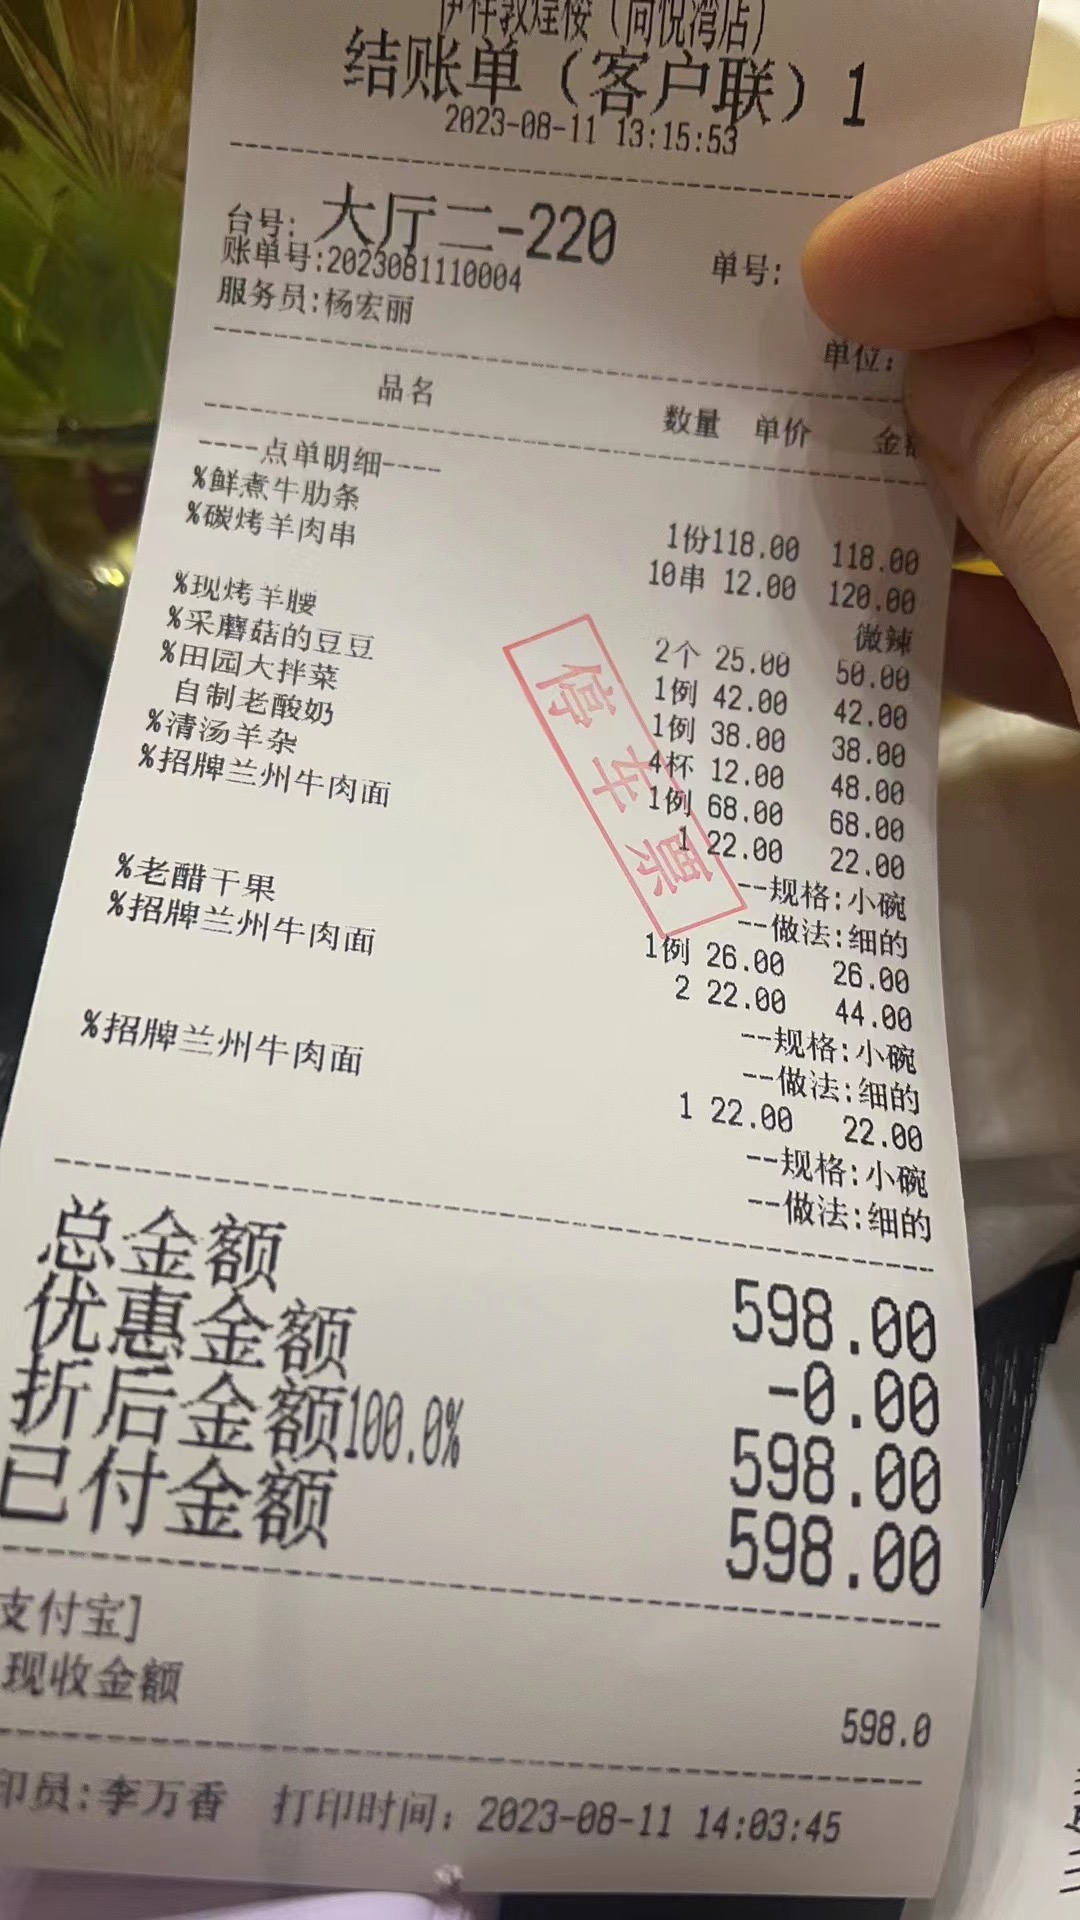 伊祥敦煌楼（尚悦湾店）
结账单（客户联）1
2023-08-11 13:15:53
台号: 大厅二-220 单号:
账单号:2023081110004
服务员:杨宏丽
单位:
品名 数量 单价 金额
----点单明细----
%鲜煮牛肋条 1份118.00 118.00
%碳烤羊肉串 10串 12.00 120.00
微辣
%现烤羊腰 2个 25.00 50.00
%采蘑菇的豆豆 1例 42.00 42.00
%田园大拌菜 1例 38.00 38.00
自制老酸奶 4杯 12.00 48.00
%清汤羊杂 1例 68.00 68.00
%招牌兰州牛肉面 1 22.00 22.00
--规格:小碗
--做法:细的
%老醋干果 1例 26.00 26.00
%招牌兰州牛肉面 2 22.00 44.00
--规格:小碗
--做法:细的
%招牌兰州牛肉面 1 22.00 22.00
--规格:小碗
--做法:细的
停车票
总金额 598.00
优惠金额 -0.00
折后金额100.0% 598.00
已付金额 598.00
支付宝]
现收金额 598.0
印员:李万香 打印时间: 2023-08-11 14:03:45